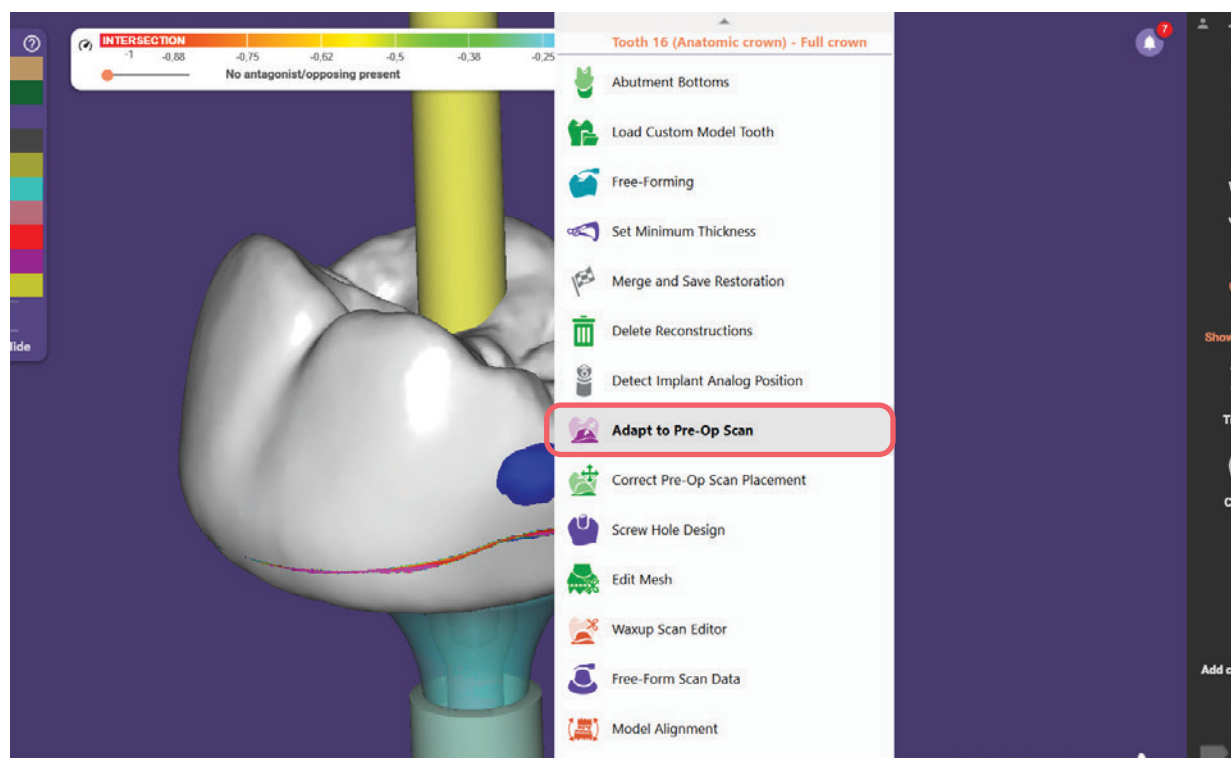 7
INTERSECTION
-1 -0,88 -0,75 -0,62 -0,5 -0,38 -0,25
No antagonist/opposing present
Tooth 16 (Anatomic crown) - Full crown
Abutment Bottoms
Load Custom Model Tooth
Free-Forming
Set Minimum Thickness
Merge and Save Restoration
Delete Reconstructions
Detect Implant Analog Position
Adapt to Pre-Op Scan
Correct Pre-Op Scan Placement
Screw Hole Design
Edit Mesh
Waxup Scan Editor
Free-Form Scan Data
Model Alignment
Show
Add